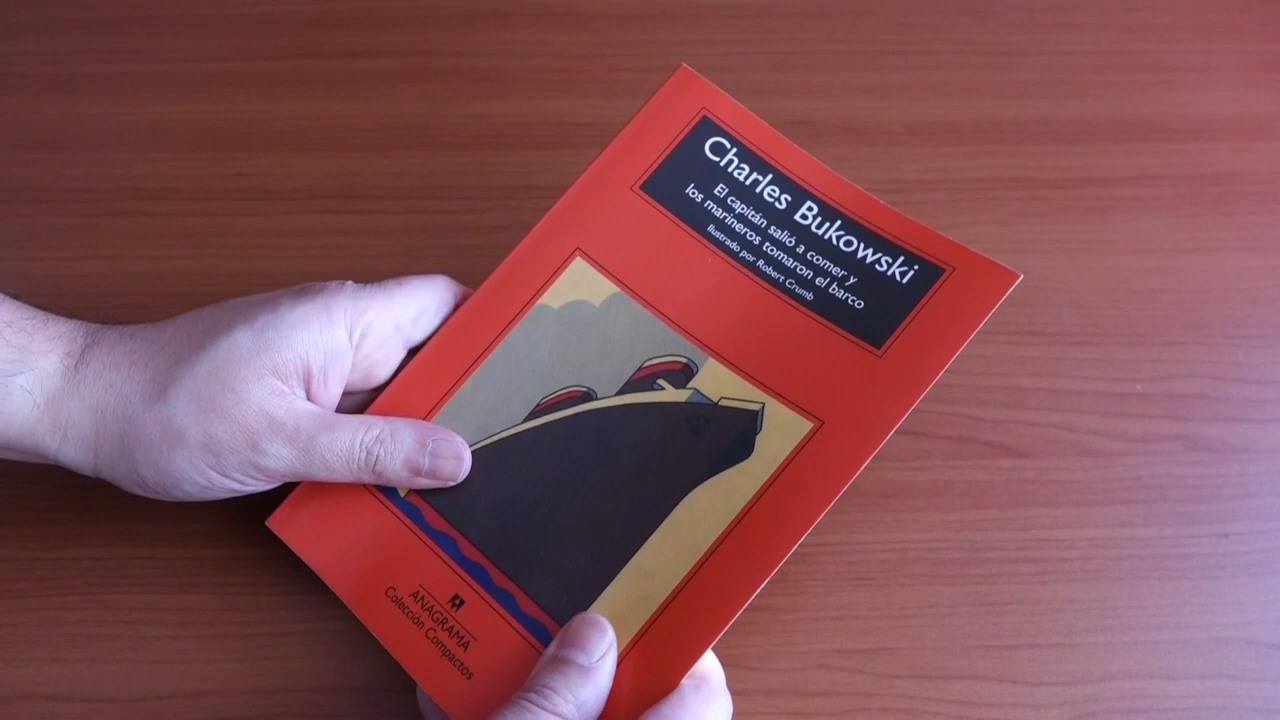 Charles Bukowski
El capitán salió a comer y
los marineros tomaron el barco
Ilustrado por Robert Crumb
ANAGRAMA
Colección Compactos